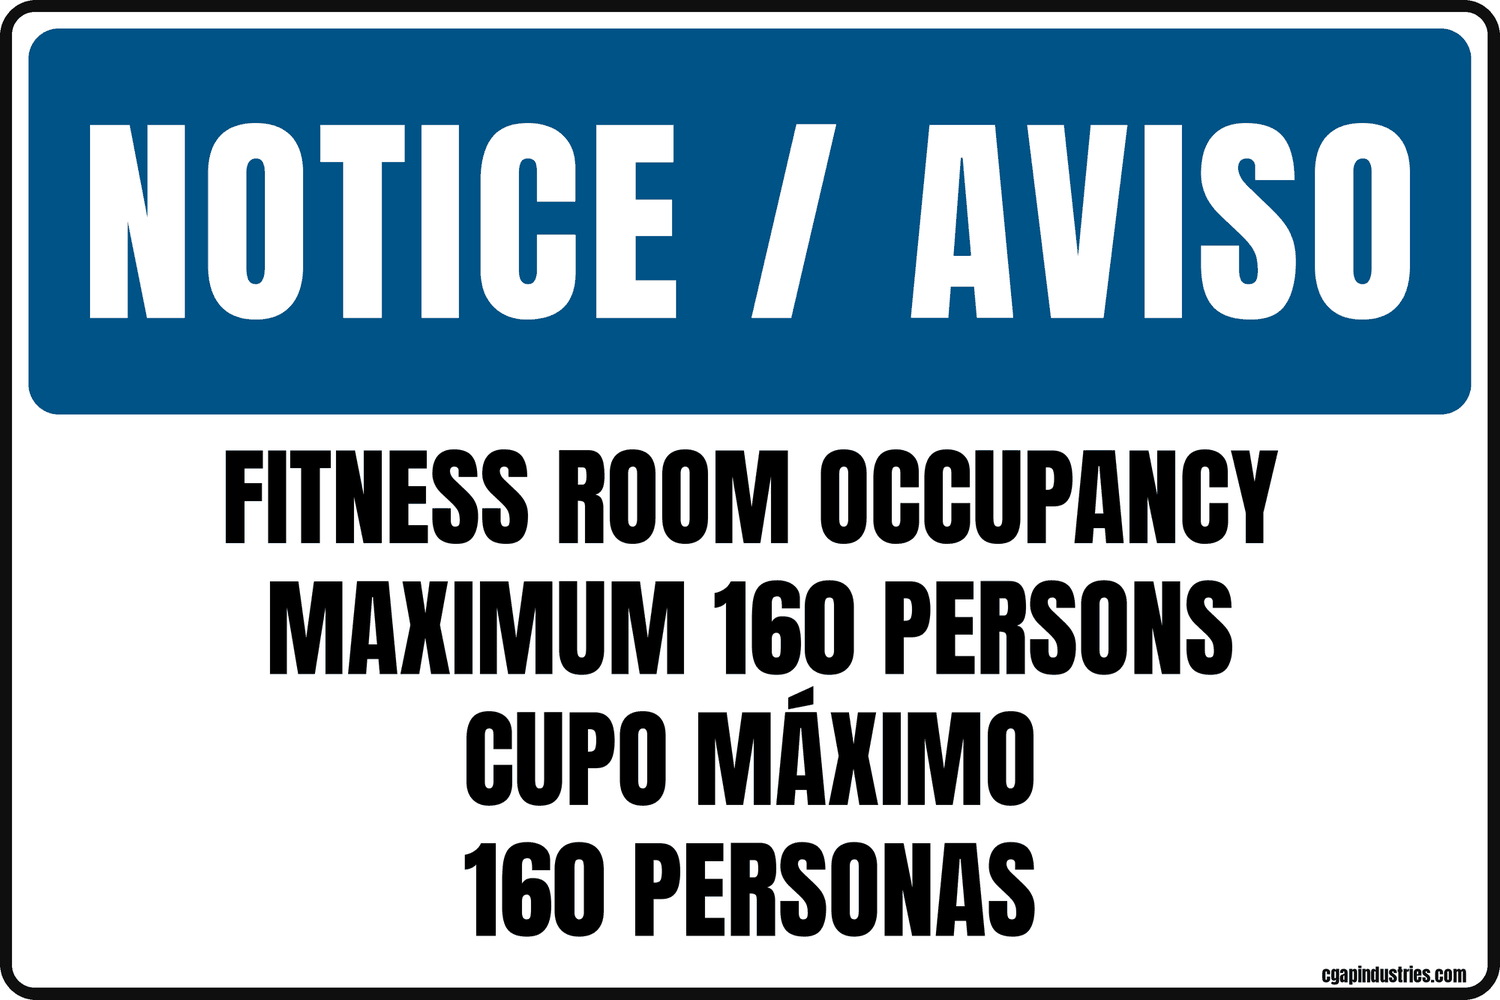 NOTICE / AVISO
FITNESS ROOM OCCUPANCY
MAXIMUM 160 PERSONS
CUPO MÁXIMO
160 PERSONAS
cgapindustries.com